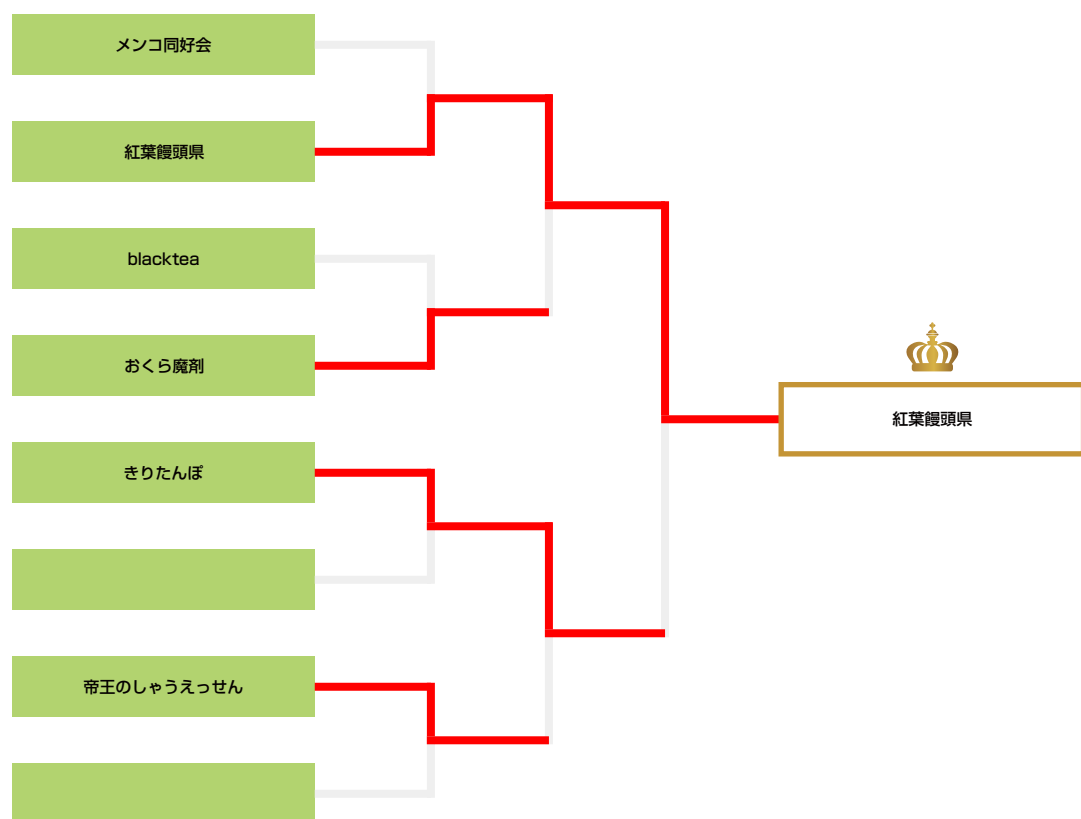 メンコ同好会
紅葉饅頭県
blacktea
おくら魔剤
きりたんぽ
帝王のしゃうえっせん
紅葉饅頭県